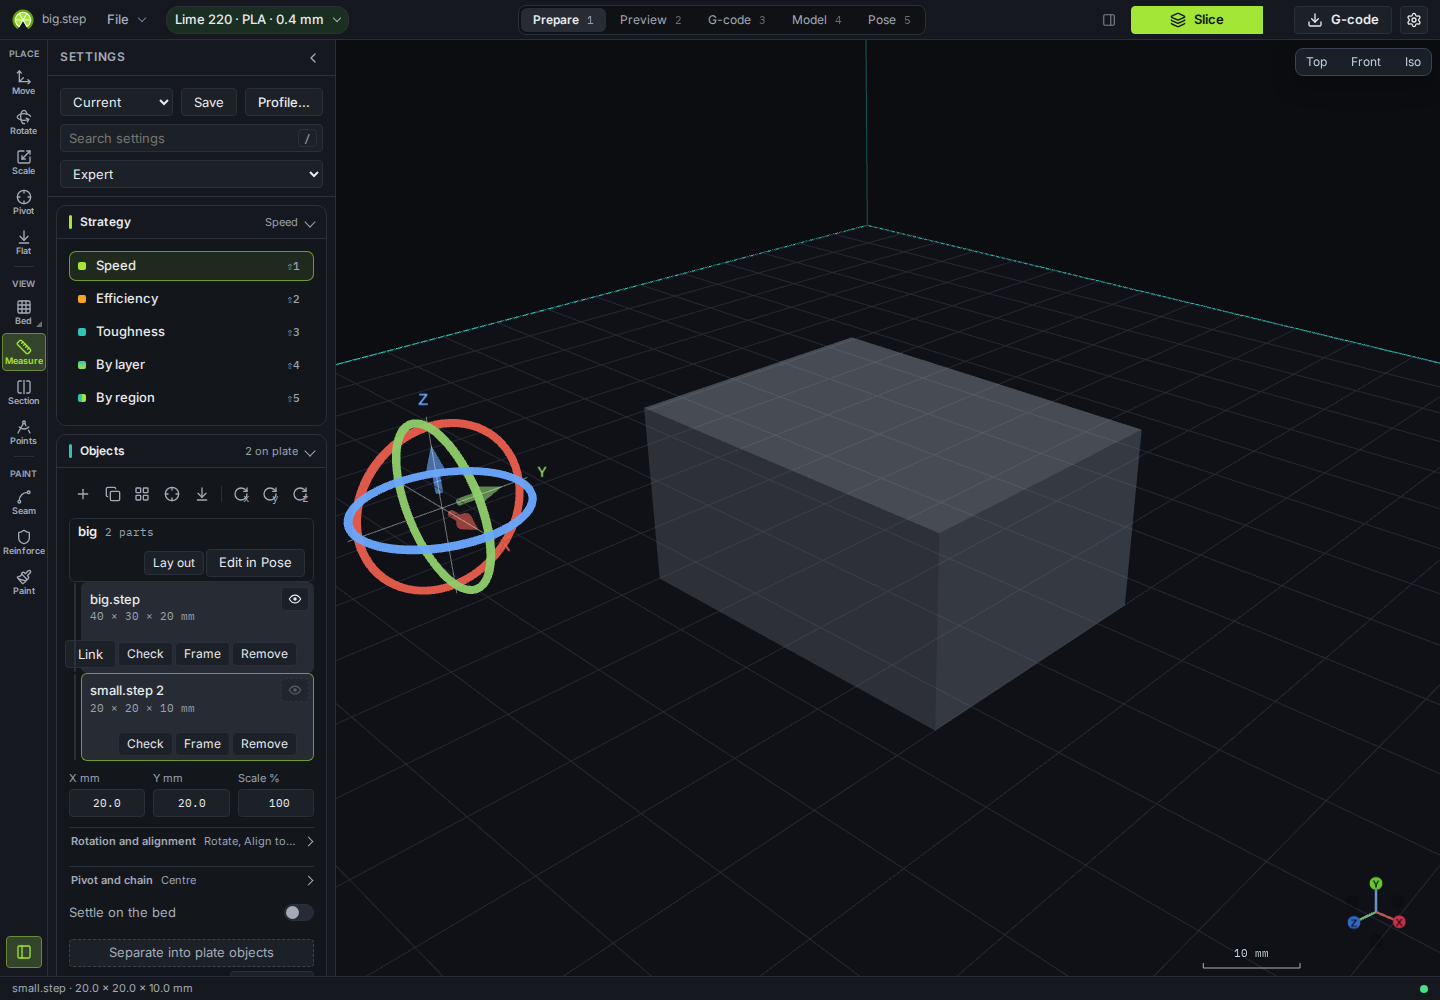 big.step
File
Lime 220 · PLA · 0.4 mm
Prepare 1
Preview 2
G-code 3
Model 4
Pose 5
Slice
G-code
PLACE
Move
Rotate
Scale
Pivot
Flat
VIEW
Bed
Measure
Section
Points
PAINT
Seam
Reinforce
Paint
SETTINGS
Current
Save
Profile...
Search settings /
Expert
Strategy Speed
Speed ⇧1
Efficiency ⇧2
Toughness ⇧3
By layer ⇧4
By region ⇧5
Objects 2 on plate
x y z
big 2 parts
Lay out
Edit in Pose
big.step
40 × 30 × 20 mm
Link
Check
Frame
Remove
small.step 2
20 × 20 × 10 mm
Check
Frame
Remove
X mm Y mm Scale %
20.0 20.0 100
Rotation and alignment Rotate, Align to...
Pivot and chain Centre
Settle on the bed
Separate into plate objects
Top
Front
Iso
Z
Y
X
Y
Z
X
10 mm
small.step · 20.0 × 20.0 × 10.0 mm